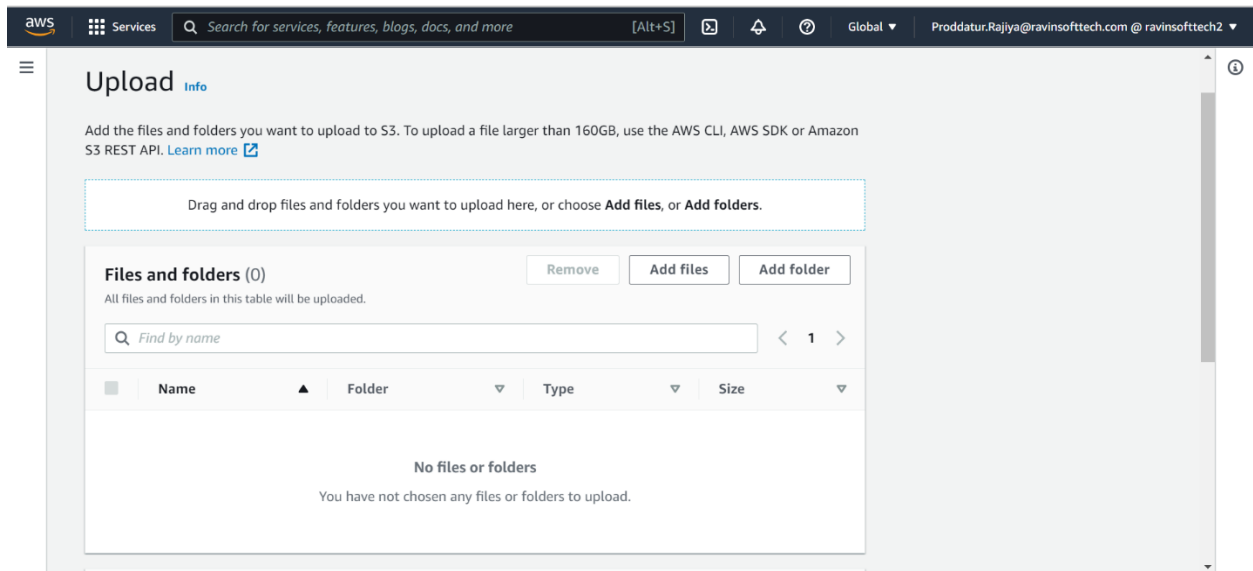 aws
Services
Search for services, features, blogs, docs, and more
[Alt+S]
Global
Proddatur.Rajiya@ravinsofttech.com @ ravinsofttech2
Upload Info
Add the files and folders you want to upload to S3. To upload a file larger than 160GB, use the AWS CLI, AWS SDK or Amazon
S3 REST API. Learn more
Drag and drop files and folders you want to upload here, or choose Add files, or Add folders.
Files and folders (0)
Remove
Add files
Add folder
All files and folders in this table will be uploaded.
Find by name
1
Name
Folder
Type
Size
No files or folders
You have not chosen any files or folders to upload.